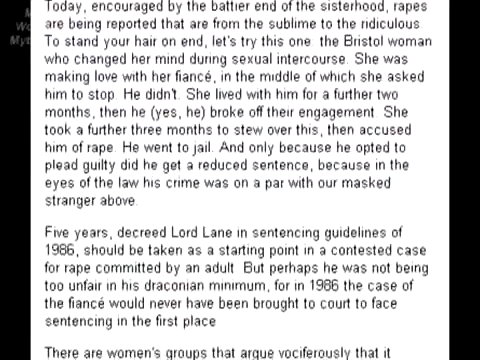 Today, encouraged by the battier end of the sisterhood, rapes
are being reported that are from the sublime to the ridiculous
To stand your hair on end, let's try this one the Bristol woman
who changed her mind during sexual intercourse. She was
making love with her fiancé, in the middle of which she asked
him to stop He didn't. She lived with him for a further two
months, then he (yes, he) broke off their engagement She
took a further three months to stew over this, then accused
him of rape. He went to jail. And only because he opted to
plead guilty did he get a reduced sentence, because in the
eyes of the law his crime was on a par with our masked
stranger above.
Five years, decreed Lord Lane in sentencing guidelines of
1986, should be taken as a starting point in a contested case
for rape committed by an adult But perhaps he was not being
too unfair in his draconian minimum, for in 1986 the case of
the fiancé would never have been brought to court to face
sentencing in the first place
There are women's groups that argue vociferously that it